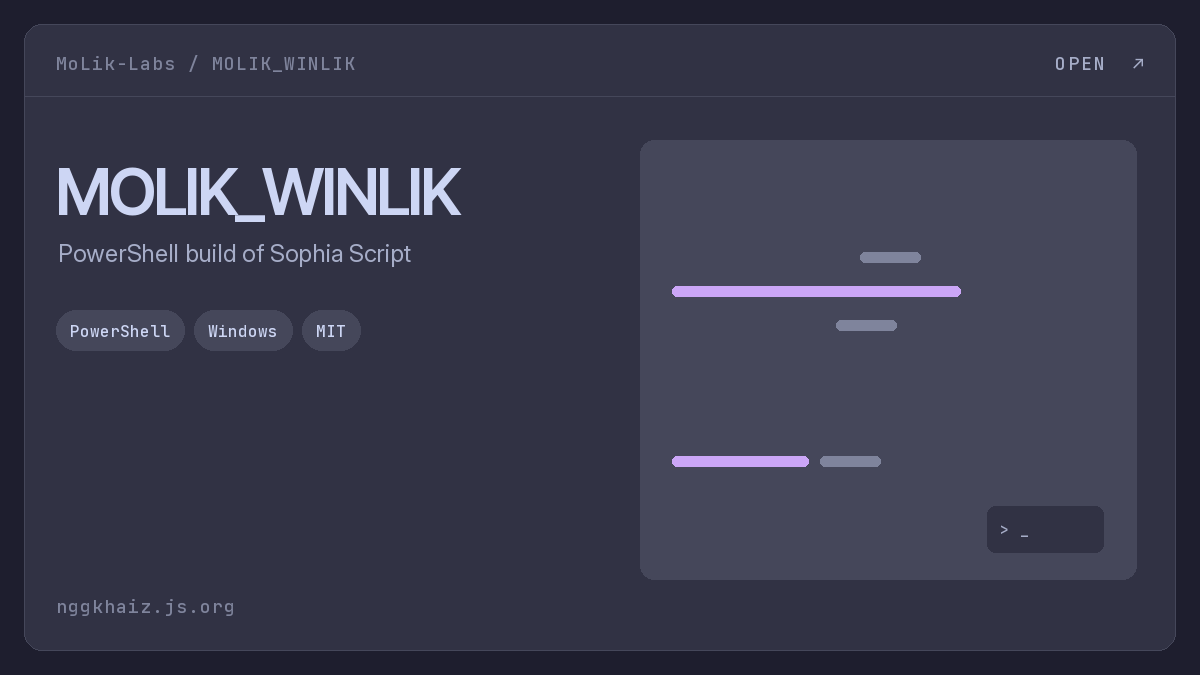 MoLik-Labs / MOLIK_WINLIK
OPEN ↗
MOLIK_WINLIK
PowerShell build of Sophia Script
PowerShell
Windows
MIT
> _
nggkhaiz.js.org